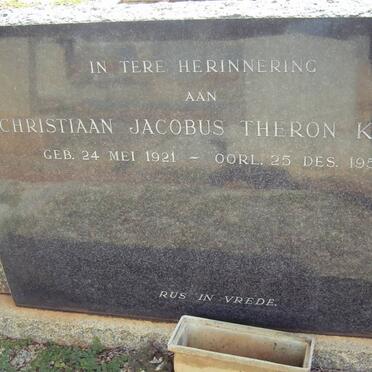 IN TERE HERINNERING
AAN
CHRISTIAAN JACOBUS THERON K
GEB. 24 MEI 1921 – OORL. 25 DES. 195
RUS IN VREDE.